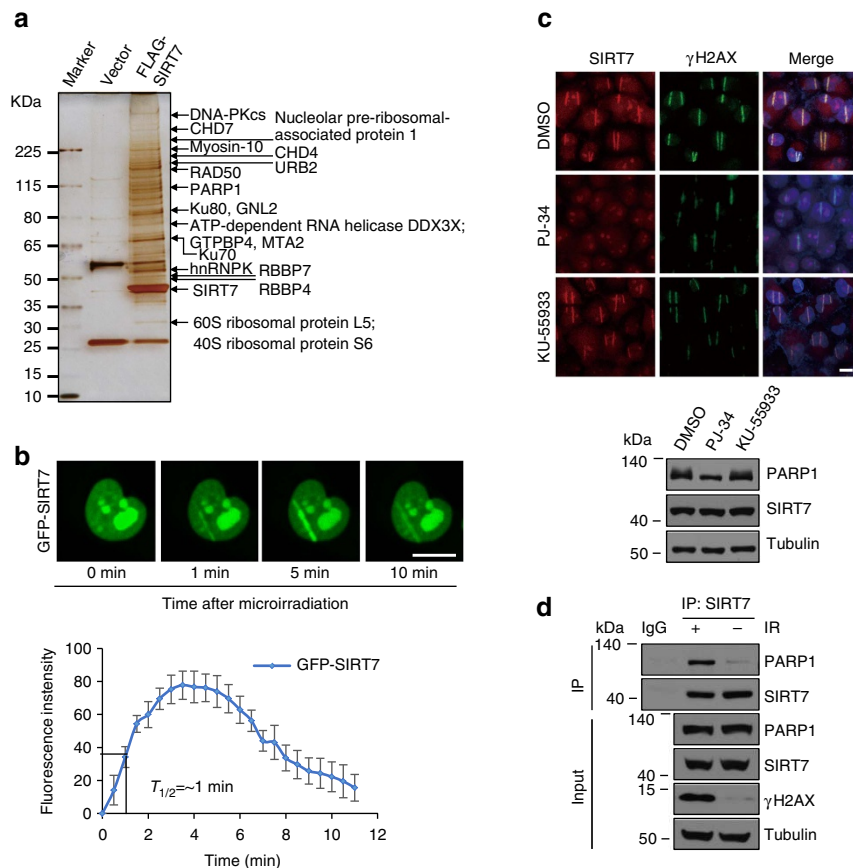 a
Marker
Vector
FLAG-
SIRT7
KDa
225
115
80
65
50
35
30
25
15
10
DNA-PKcs
CHD7
Nucleolar pre-ribosomal-
associated protein 1
Myosin-10
CHD4
URB2
RAD50
PARP1
Ku80, GNL2
ATP-dependent RNA helicase DDX3X;
GTPBP4, MTA2
Ku70
hnRNPK
RBBP7
SIRT7
RBBP4
60S ribosomal protein L5;
40S ribosomal protein S6
b
GFP-SIRT7
0 min
1 min
5 min
10 min
Time after microirradiation
Fluorescence instensity
100
80
60
40
20
0
GFP-SIRT7
T1/2=~1 min
0
2
4
6
8
10
12
Time (min)
c
SIRT7
γH2AX
Merge
DMSO
PJ-34
KU-55933
kDa
DMSO
PJ-34
KU-55933
140
PARP1
SIRT7
40
50
Tubulin
d
IP: SIRT7
kDa
IgG
+
−
IR
140
IP
PARP1
40
SIRT7
Input
140
PARP1
SIRT7
40
15
γH2AX
50
Tubulin